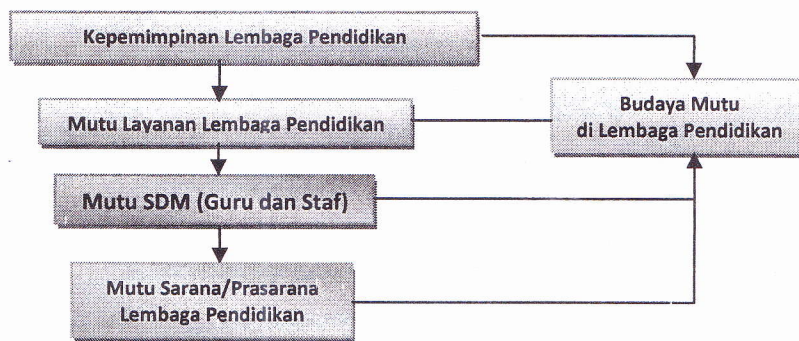 Kepemimpinan Lembaga Pendidikan
Mutu Layanan Lembaga Pendidikan
Budaya Mutu
di Lembaga Pendidikan
Mutu SDM (Guru dan Staf)
Mutu Sarana/Prasarana
Lembaga Pendidikan